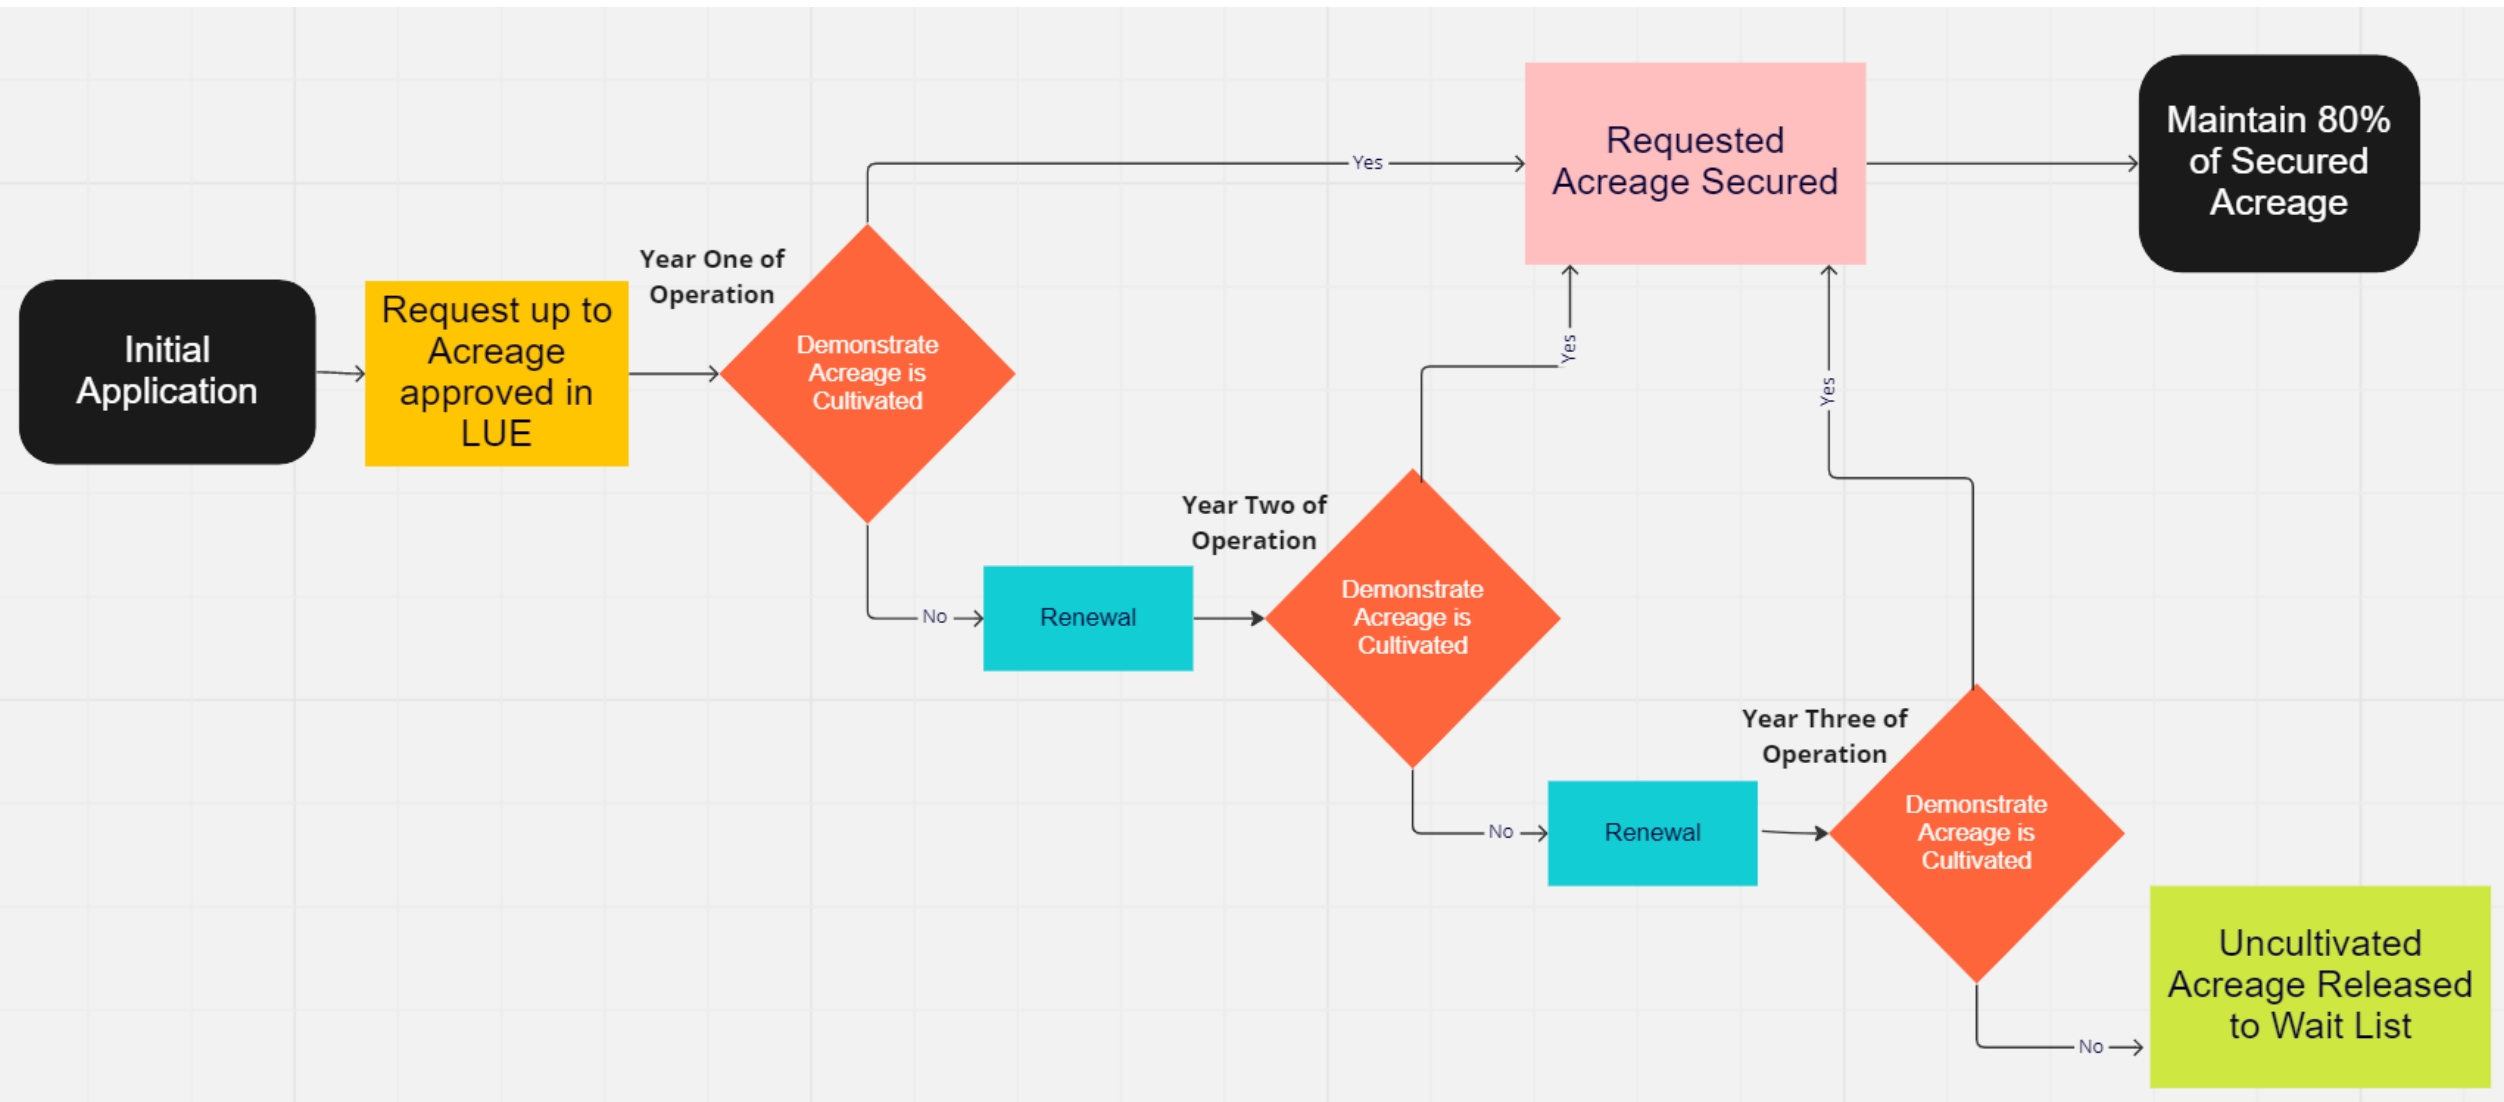 Initial
Application
Request up to
Acreage
approved in
LUE
Year One of
Operation
Demonstrate
Acreage is
Cultivated
Yes
No
Renewal
Year Two of
Operation
Demonstrate
Acreage is
Cultivated
Yes
No
Renewal
Year Three of
Operation
Demonstrate
Acreage is
Cultivated
Yes
No
Requested
Acreage Secured
Maintain 80%
of Secured
Acreage
Uncultivated
Acreage Released
to Wait List